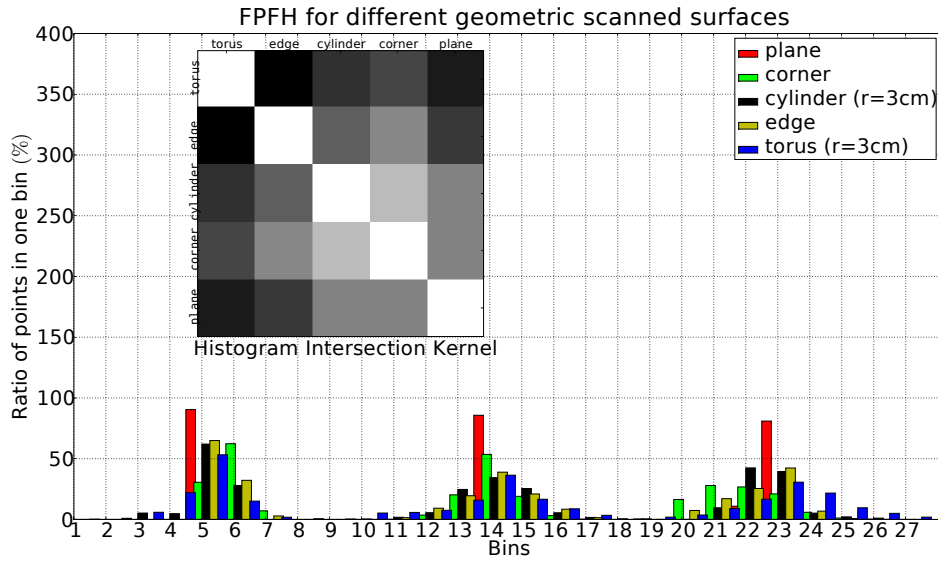 FPFH for different geometric scanned surfaces
400
350
300
250
200
150
100
50
0
Ratio of points in one bin (%)
torus edge cylinder corner plane
torus
edge
cylinder
corner
plane
Histogram Intersection Kernel
plane
corner
cylinder (r=3cm)
edge
torus (r=3cm)
1 2 3 4 5 6 7 8 9 10 11 12 13 14 15 16 17 18 19 20 21 22 23 24 25 26 27
Bins